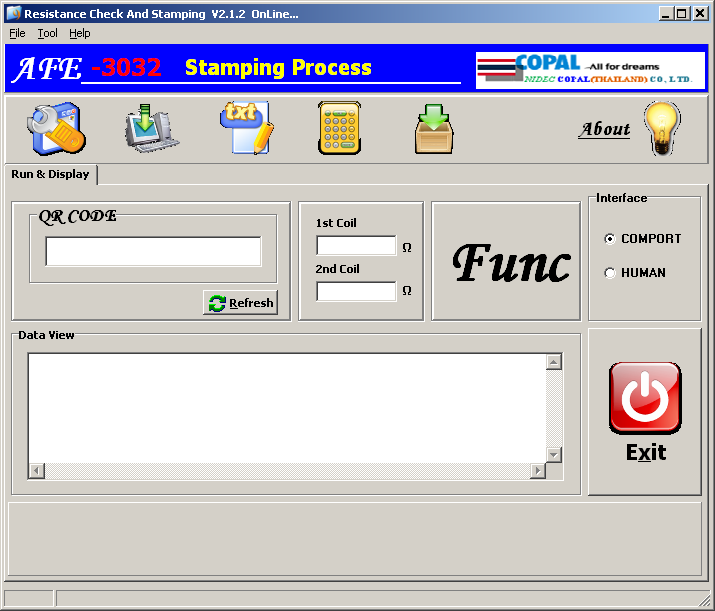 Resistance Check And Stamping V2.1.2 OnLine...
File Tool Help
AFE -3032 Stamping Process
COPAL All for dreams
NIDEC COPAL(THAILAND) CO., LTD.
txt
About
Run & Display
QR CODE
Refresh
1st Coil
Ω
2nd Coil
Ω
Func
Interface
COMPORT
HUMAN
Data View
Exit